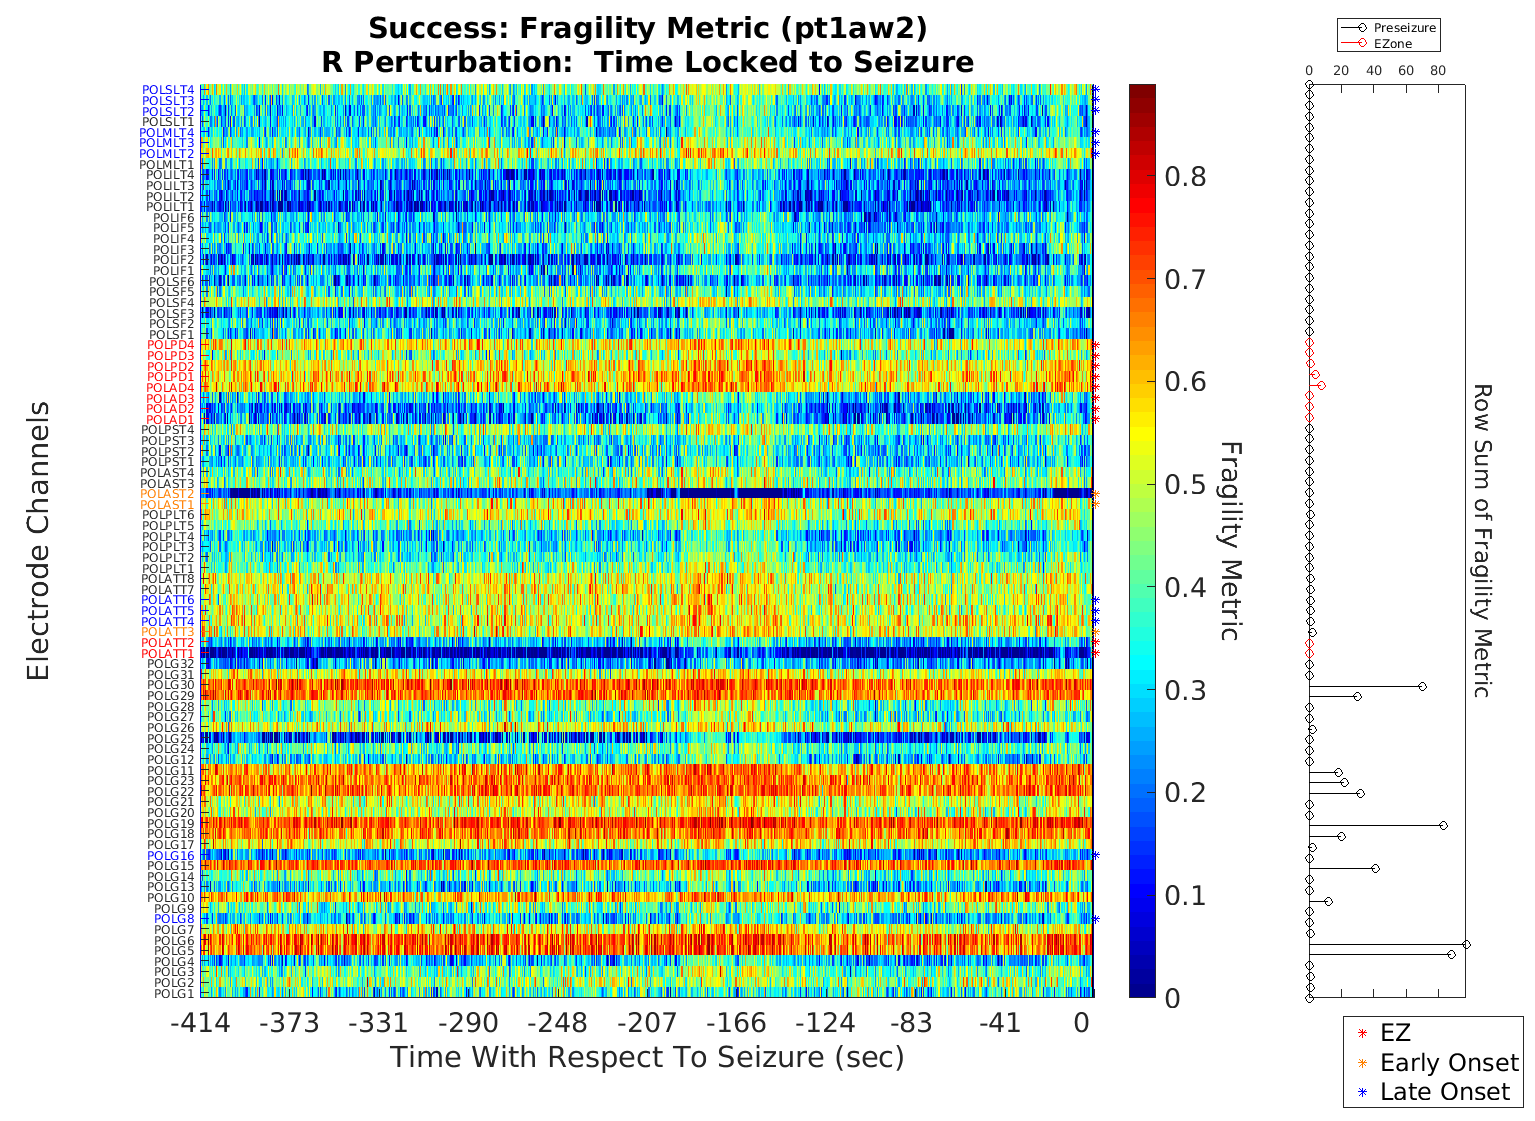 Success: Fragility Metric (pt1aw2)
R Perturbation:  Time Locked to Seizure
Electrode Channels
POLSLT4
POLSLT3
POLSLT2
POLSLT1
POLMLT4
POLMLT3
POLMLT2
POLMLT1
POLILT4
POLILT3
POLILT2
POLILT1
POLIF6
POLIF5
POLIF4
POLIF3
POLIF2
POLIF1
POLSF6
POLSF5
POLSF4
POLSF3
POLSF2
POLSF1
POLPD4
POLPD3
POLPD2
POLPD1
POLAD4
POLAD3
POLAD2
POLAD1
POLPST4
POLPST3
POLPST2
POLPST1
POLAST4
POLAST3
POLAST2
POLAST1
POLPLT6
POLPLT5
POLPLT4
POLPLT3
POLPLT2
POLPLT1
POLATT8
POLATT7
POLATT6
POLATT5
POLATT4
POLATT3
POLATT2
POLATT1
POLG32
POLG31
POLG30
POLG29
POLG28
POLG27
POLG26
POLG25
POLG24
POLG12
POLG11
POLG23
POLG22
POLG21
POLG20
POLG19
POLG18
POLG17
POLG16
POLG15
POLG14
POLG13
POLG10
POLG9
POLG8
POLG7
POLG6
POLG5
POLG4
POLG3
POLG2
POLG1
-414 -373 -331 -290 -248 -207 -166 -124 -83 -41 0
Time With Respect To Seizure (sec)
0.8
0.7
0.6
0.5
0.4
0.3
0.2
0.1
0
Fragility Metric
Preseizure
EZone
0 20 40 60 80
Row Sum of Fragility Metric
EZ
Early Onset
Late Onset